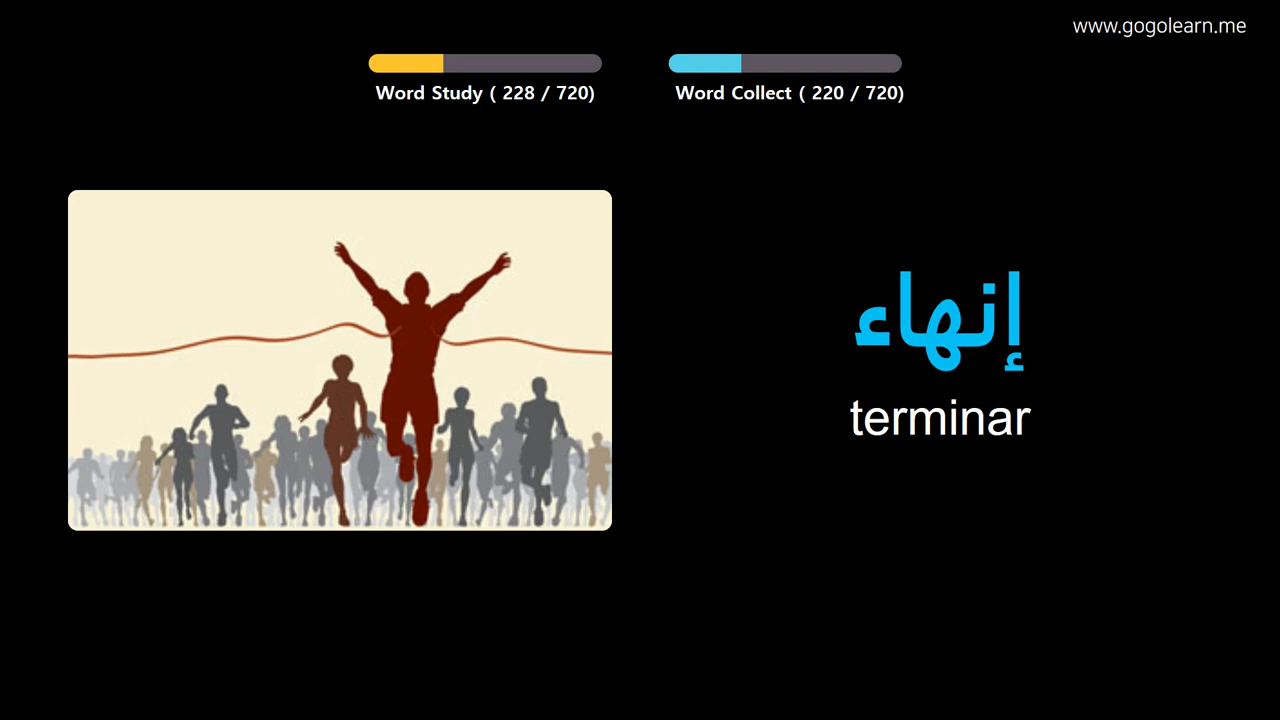 www.gogolearn.me
Word Study ( 228 / 720)
Word Collect ( 220 / 720)
إنهاء
terminar